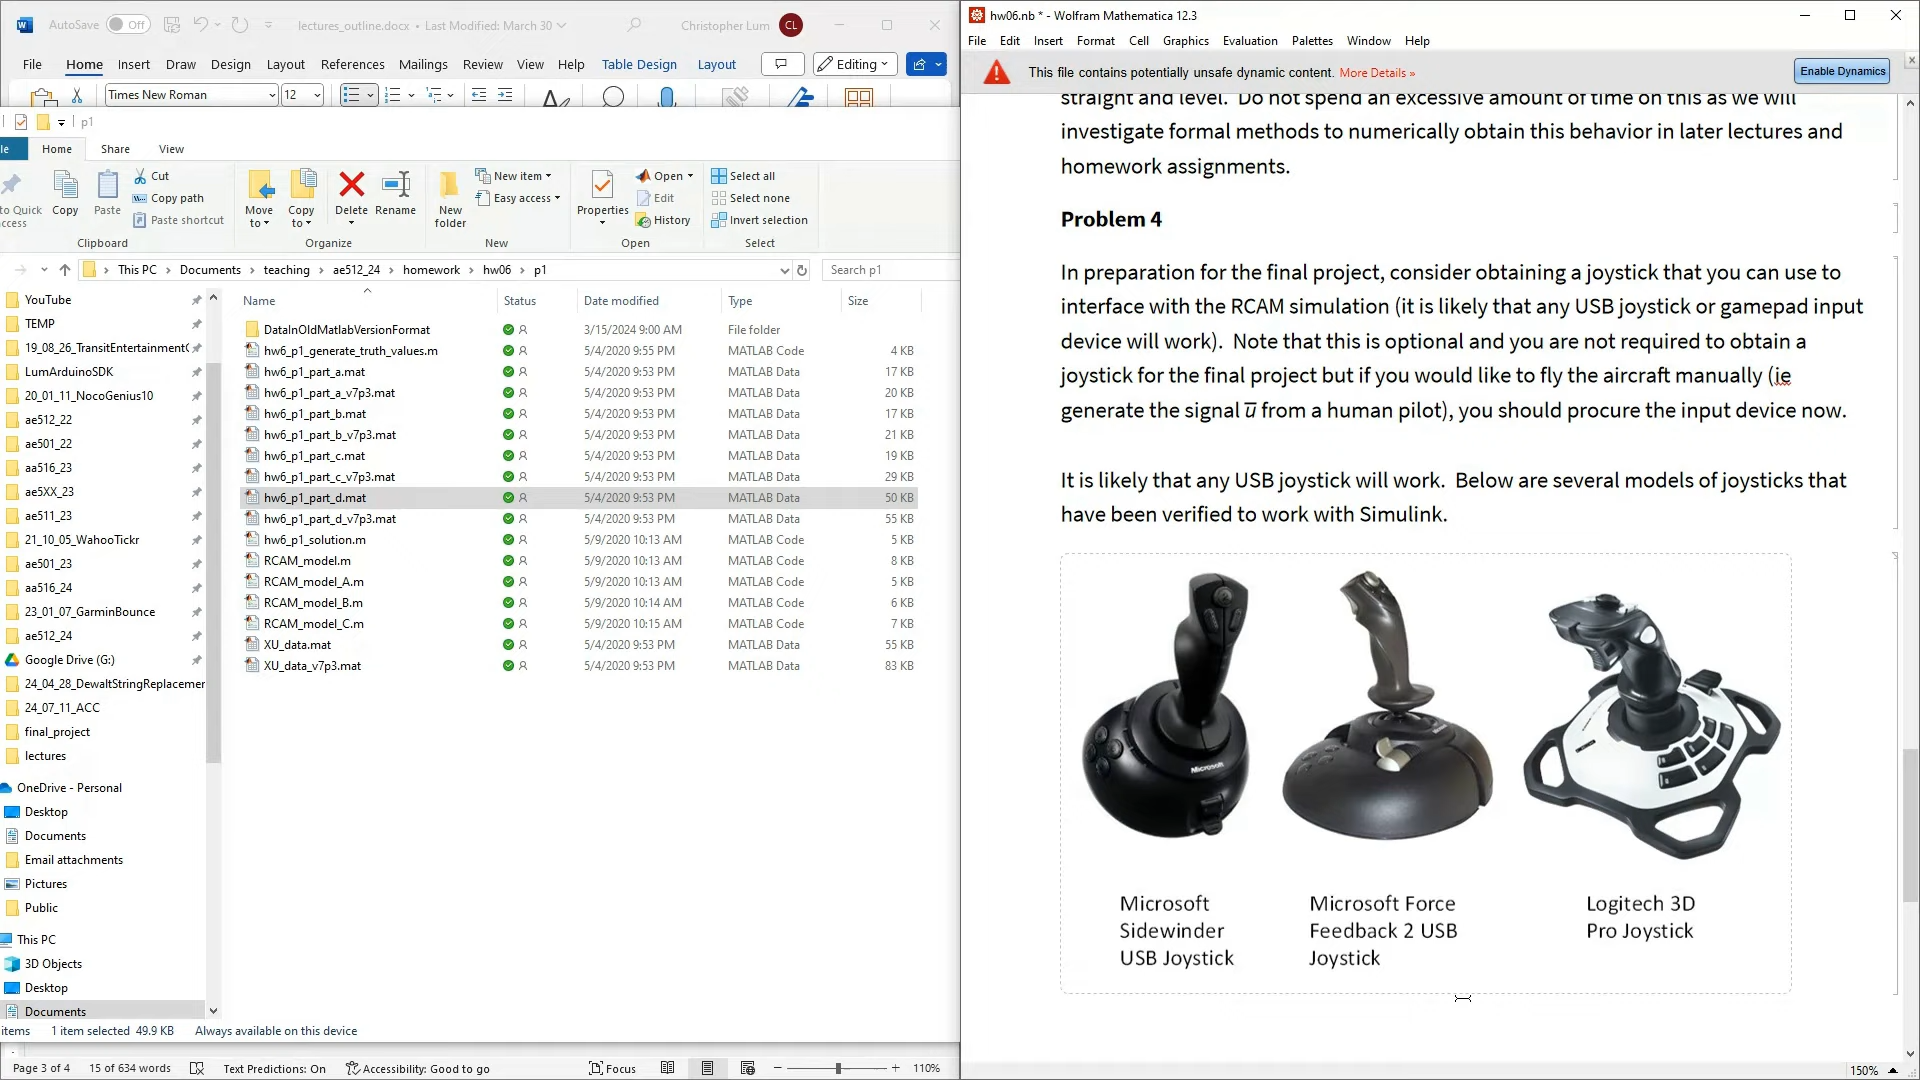 AutoSave Off lectures_outline.docx • Last Modified: March 30 Christopher Lum CL
File Home Insert Draw Design Layout References Mailings Review View Help Table Design Layout Editing
Times New Roman 12
p1
le Home Share View
to Quick
ccess
Copy
Paste
Cut
Copy path
Paste shortcut
Clipboard
Move
to
Copy
to
Delete
Rename
Organize
New
folder
New item
Easy access
New
Properties
Open
Edit
History
Open
Select all
Select none
Invert selection
Select
This PC Documents teaching ae512_24 homework hw06 p1 Search p1
YouTube
TEMP
19_08_26_TransitEntertainment
LumArduinoSDK
20_01_11_NocoGenius10
ae512_22
ae501_22
aa516_23
ae5XX_23
ae511_23
21_10_05_WahooTickr
ae501_23
aa516_24
23_01_07_GarminBounce
ae512_24
Google Drive (G:)
24_04_28_DewaltStringReplacemer
24_07_11_ACC
final_project
lectures
OneDrive - Personal
Desktop
Documents
Email attachments
Pictures
Public
This PC
3D Objects
Desktop
Documents
Name Status Date modified Type Size
DataInOldMatlabVersionFormat 3/15/2024 9:00 AM File folder
hw6_p1_generate_truth_values.m 5/4/2020 9:55 PM MATLAB Code 4 KB
hw6_p1_part_a.mat 5/4/2020 9:53 PM MATLAB Data 17 KB
hw6_p1_part_a_v7p3.mat 5/4/2020 9:53 PM MATLAB Data 20 KB
hw6_p1_part_b.mat 5/4/2020 9:53 PM MATLAB Data 17 KB
hw6_p1_part_b_v7p3.mat 5/4/2020 9:53 PM MATLAB Data 21 KB
hw6_p1_part_c.mat 5/4/2020 9:53 PM MATLAB Data 19 KB
hw6_p1_part_c_v7p3.mat 5/4/2020 9:53 PM MATLAB Data 29 KB
hw6_p1_part_d.mat 5/4/2020 9:53 PM MATLAB Data 50 KB
hw6_p1_part_d_v7p3.mat 5/4/2020 9:53 PM MATLAB Data 55 KB
hw6_p1_solution.m 5/9/2020 10:13 AM MATLAB Code 5 KB
RCAM_model.m 5/9/2020 10:13 AM MATLAB Code 8 KB
RCAM_model_A.m 5/9/2020 10:13 AM MATLAB Code 5 KB
RCAM_model_B.m 5/9/2020 10:14 AM MATLAB Code 6 KB
RCAM_model_C.m 5/9/2020 10:15 AM MATLAB Code 7 KB
XU_data.mat 5/4/2020 9:53 PM MATLAB Data 55 KB
XU_data_v7p3.mat 5/4/2020 9:53 PM MATLAB Data 83 KB
items 1 item selected 49.9 KB Always available on this device
Page 3 of 4 15 of 634 words Text Predictions: On Accessibility: Good to go Focus 110%
hw06.nb * - Wolfram Mathematica 12.3
File Edit Insert Format Cell Graphics Evaluation Palettes Window Help
This file contains potentially unsafe dynamic content. More Details » Enable Dynamics
straight and level. Do not spend an excessive amount of time on this as we will
investigate formal methods to numerically obtain this behavior in later lectures and
homework assignments.
Problem 4
In preparation for the final project, consider obtaining a joystick that you can use to
interface with the RCAM simulation (it is likely that any USB joystick or gamepad input
device will work). Note that this is optional and you are not required to obtain a
joystick for the final project but if you would like to fly the aircraft manually (ie
generate the signal u̅ from a human pilot), you should procure the input device now.
It is likely that any USB joystick will work. Below are several models of joysticks that
have been verified to work with Simulink.
Microsoft
Microsoft
Sidewinder
USB Joystick
Microsoft Force
Feedback 2 USB
Joystick
Logitech 3D
Pro Joystick
150%